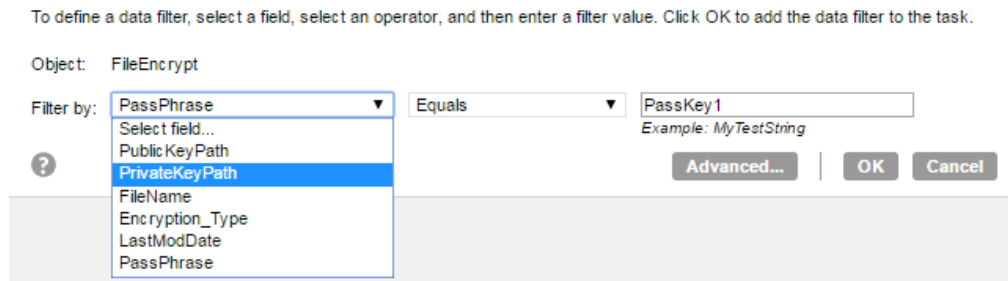 To define a data filter, select a field, select an operator, and then enter a filter value. Click OK to add the data filter to the task.
Object: FileEncrypt
Filter by: PassPhrase ▼ Equals ▼ PassKey1
Example: MyTestString
Select field...
PublicKeyPath
PrivateKeyPath
FileName
Encryption_Type
LastModDate
PassPhrase
? Advanced... OK Cancel